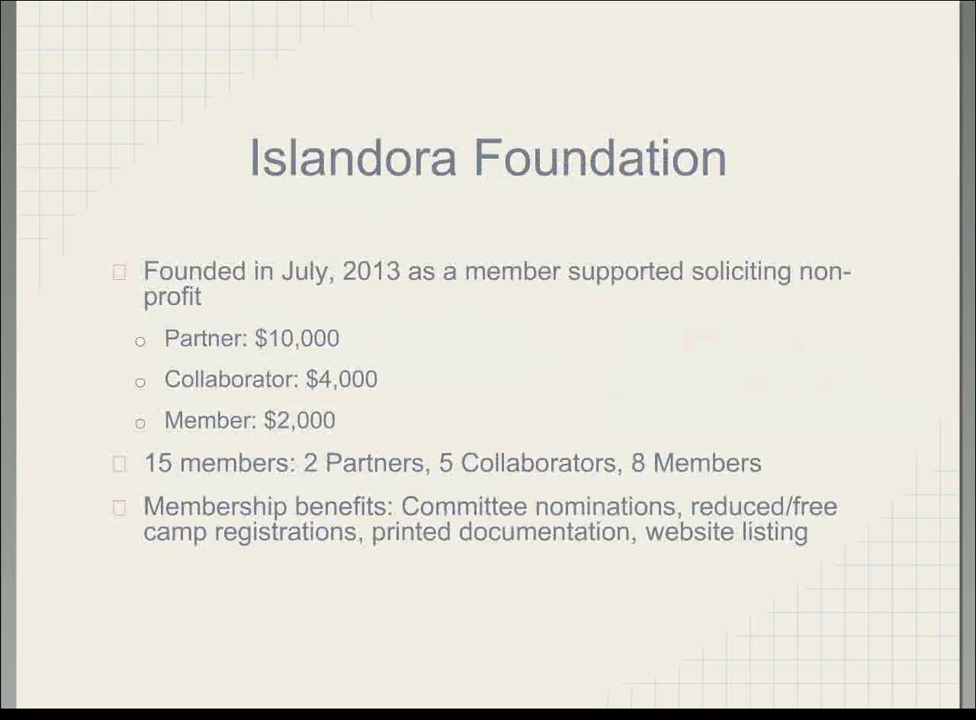 Islandora Foundation
Founded in July, 2013 as a member supported soliciting non-
profit
Partner: $10,000
Collaborator: $4,000
Member: $2,000
15 members: 2 Partners, 5 Collaborators, 8 Members
Membership benefits: Committee nominations, reduced/free
camp registrations, printed documentation, website listing